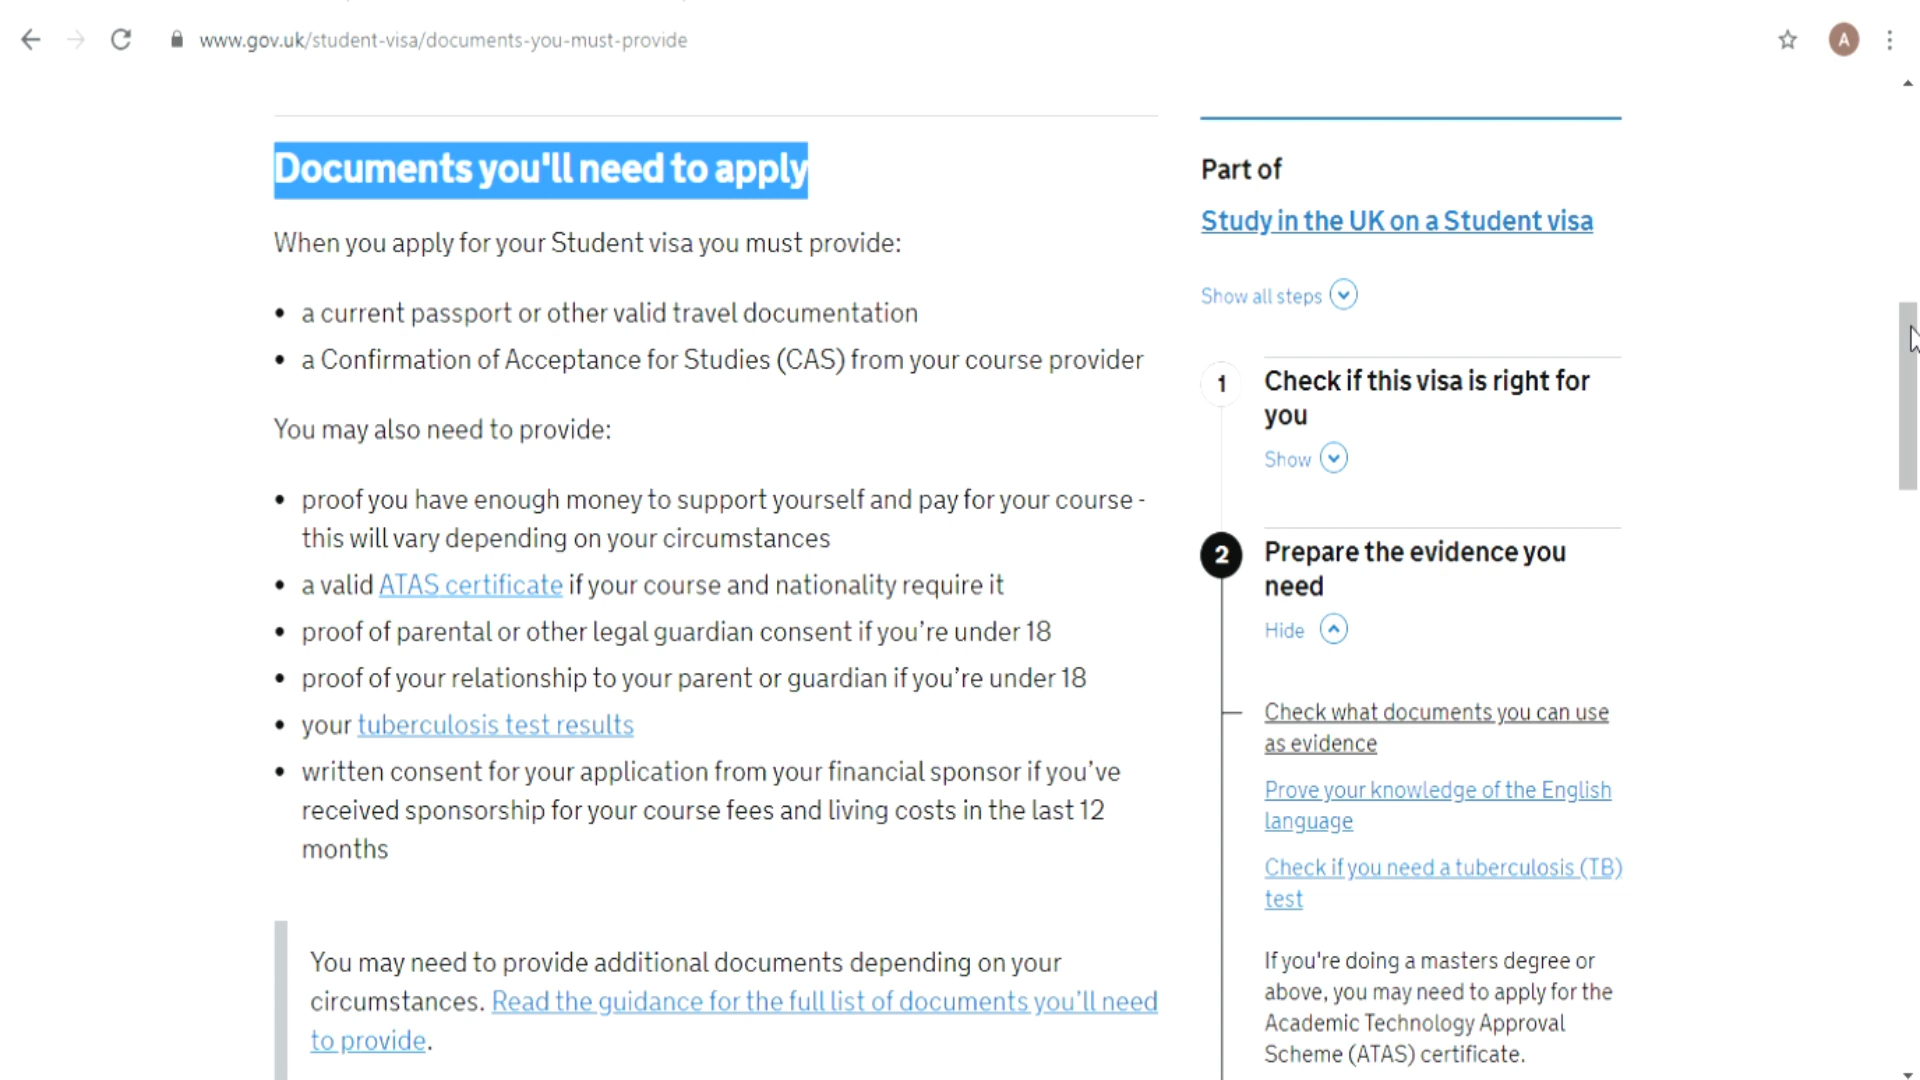 www.gov.uk/student-visa/documents-you-must-provide
A
Documents you'll need to apply
When you apply for your Student visa you must provide:
• a current passport or other valid travel documentation
• a Confirmation of Acceptance for Studies (CAS) from your course provider
You may also need to provide:
• proof you have enough money to support yourself and pay for your course -
this will vary depending on your circumstances
• a valid ATAS certificate if your course and nationality require it
• proof of parental or other legal guardian consent if you’re under 18
• proof of your relationship to your parent or guardian if you’re under 18
• your tuberculosis test results
• written consent for your application from your financial sponsor if you’ve
received sponsorship for your course fees and living costs in the last 12
months
You may need to provide additional documents depending on your
circumstances. Read the guidance for the full list of documents you’ll need
to provide.
Part of
Study in the UK on a Student visa
Show all steps
1
Check if this visa is right for
you
Show
2
Prepare the evidence you
need
Hide
Check what documents you can use
as evidence
Prove your knowledge of the English
language
Check if you need a tuberculosis (TB)
test
If you're doing a masters degree or
above, you may need to apply for the
Academic Technology Approval
Scheme (ATAS) certificate.